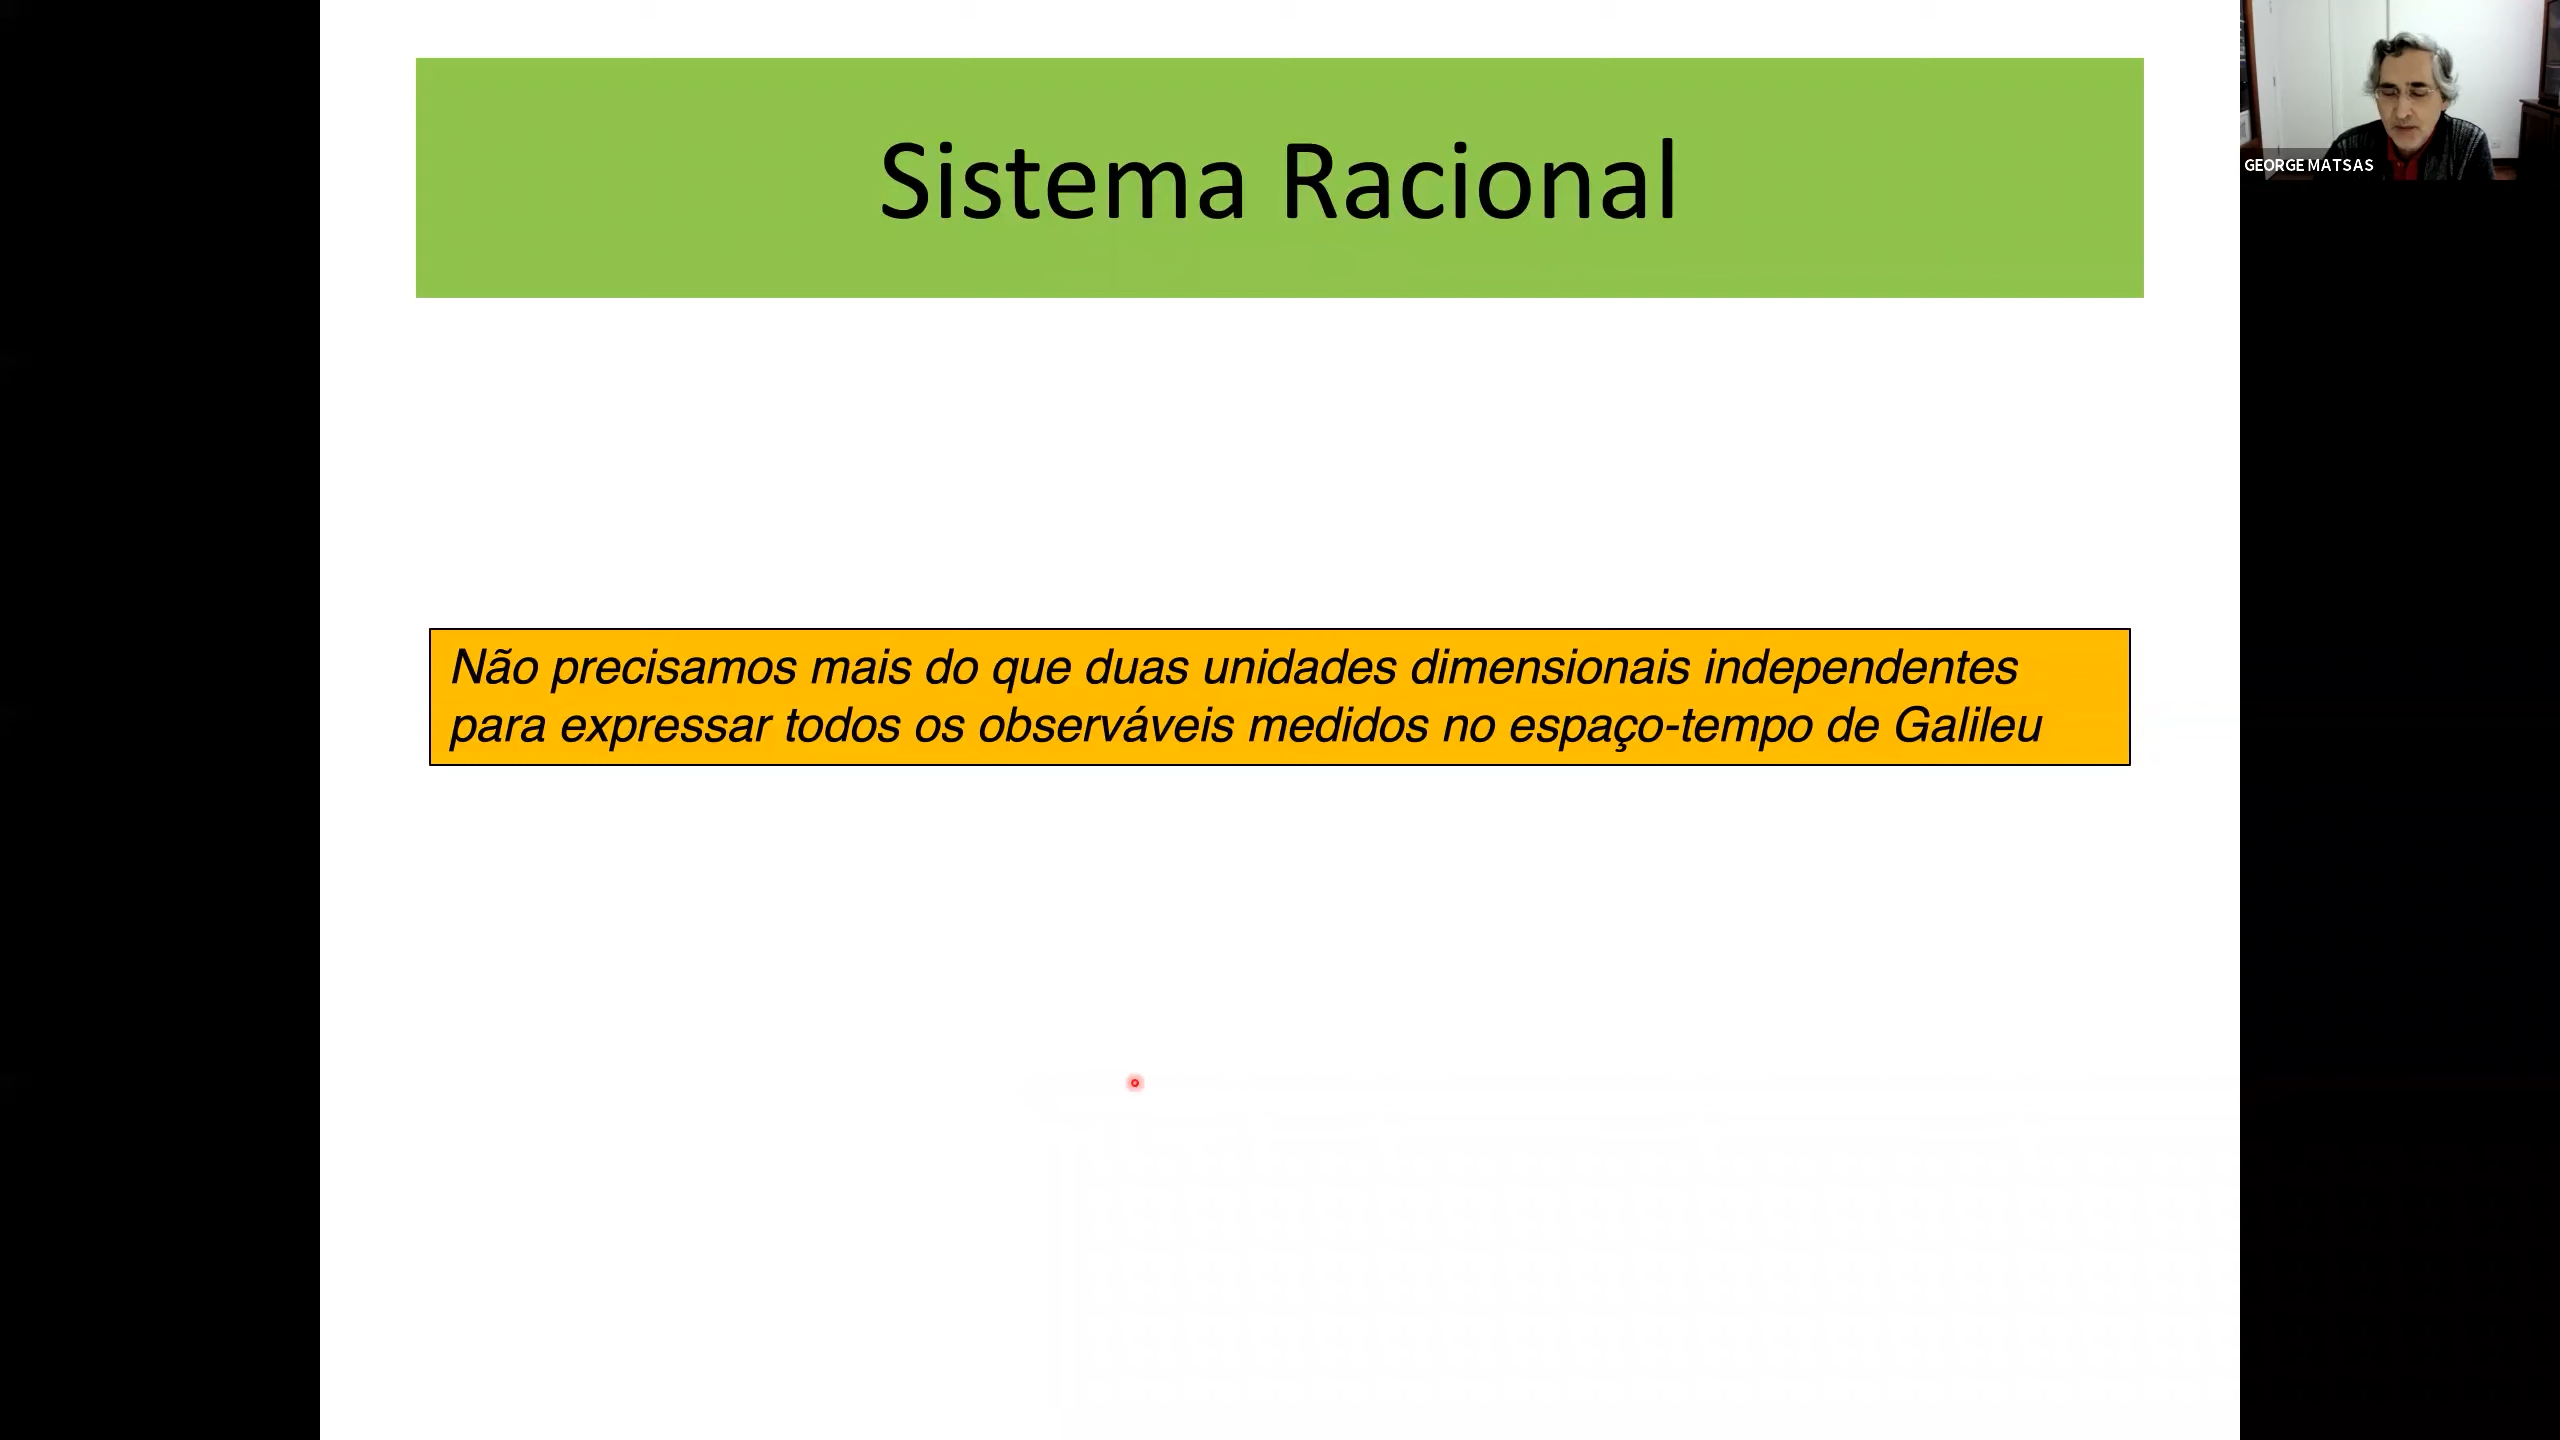 Sistema Racional
GEORGE MATSAS
Não precisamos mais do que duas unidades dimensionais independentes
para expressar todos os observáveis medidos no espaço-tempo de Galileu